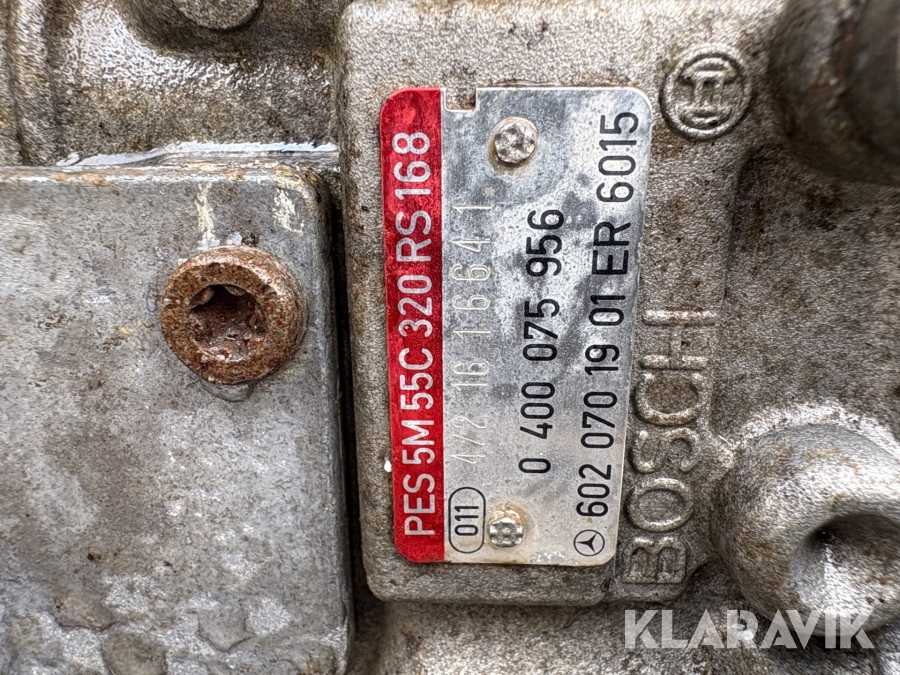 PES 5M 55C 320 RS 168
011 472 16 16641
0 400 075 956
602 070 19 01 ER 6015
BOSCH
KLARAVIK